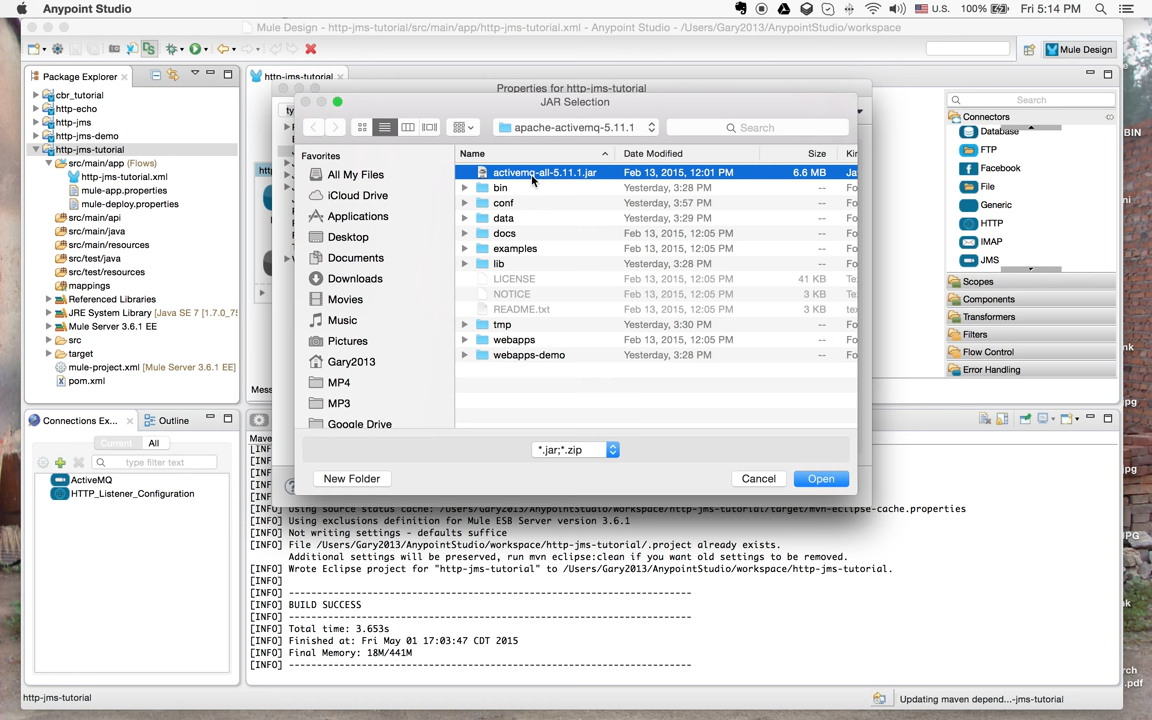 Anypoint Studio
U.S. 100% Fri 5:14 PM
Mule Design - http-jms-tutorial/src/main/app/http-jms-tutorial.xml - Anypoint Studio - /Users/Gary2013/AnypointStudio/workspace
Mule Design
Package Explorer
cbr_tutorial
http-echo
http-jms
http-jms-demo
http-jms-tutorial
src/main/app (Flows)
http-jms-tutorial.xml
mule-app.properties
mule-deploy.properties
src/main/api
src/main/java
src/main/resources
src/test/java
src/test/resources
mappings
Referenced Libraries
JRE System Library [Java SE 7 [1.7.0_75
Mule Server 3.6.1 EE
src
target
mule-project.xml [Mule Server 3.6.1 EE]
pom.xml
http-jms-tutorial
Properties for http-jms-tutorial
JAR Selection
apache-activemq-5.11.1
Search
Favorites
All My Files
iCloud Drive
Applications
Desktop
Documents
Downloads
Movies
Music
Pictures
Gary2013
MP4
MP3
Google Drive
Name Date Modified Size Kin
activemq-all-5.11.1.jar Feb 13, 2015, 12:01 PM 6.6 MB Ja
bin Yesterday, 3:28 PM -- Fo
conf Yesterday, 3:57 PM -- Fo
data Yesterday, 3:29 PM -- Fo
docs Feb 13, 2015, 12:05 PM -- Fo
examples Feb 13, 2015, 12:05 PM -- Fo
lib Yesterday, 3:28 PM -- Fo
LICENSE Feb 13, 2015, 12:05 PM 41 KB Te
NOTICE Feb 13, 2015, 12:05 PM 3 KB Te
README.txt Feb 13, 2015, 12:05 PM 3 KB te
tmp Yesterday, 3:30 PM -- Fo
webapps Feb 13, 2015, 12:05 PM -- Fo
webapps-demo Yesterday, 3:28 PM -- Fo
*.jar;*.zip
New Folder
Cancel
Open
Search
Connectors
Database
FTP
Facebook
File
Generic
HTTP
IMAP
JMS
Scopes
Components
Transformers
Filters
Flow Control
Error Handling
Connections Ex...
Outline
Current All
type filter text
ActiveMQ
HTTP_Listener_Configuration
[INFO] Using source status cache: /Users/Gary2013/AnypointStudio/workspace/http-jms-tutorial/target/mvn-eclipse-cache.properties
[INFO] Using exclusions definition for Mule ESB Server version 3.6.1
[INFO] Not writing settings - defaults suffice
[INFO] File /Users/Gary2013/AnypointStudio/workspace/http-jms-tutorial/.project already exists.
Additional settings will be preserved, run mvn eclipse:clean if you want old settings to be removed.
[INFO] Wrote Eclipse project for "http-jms-tutorial" to /Users/Gary2013/AnypointStudio/workspace/http-jms-tutorial.
[INFO]
[INFO] ------------------------------------------------------------------------
[INFO] BUILD SUCCESS
[INFO] ------------------------------------------------------------------------
[INFO] Total time: 3.653s
[INFO] Finished at: Fri May 01 17:03:47 CDT 2015
[INFO] Final Memory: 18M/441M
[INFO] ------------------------------------------------------------------------
http-jms-tutorial
Updating maven depend...-jms-tutorial